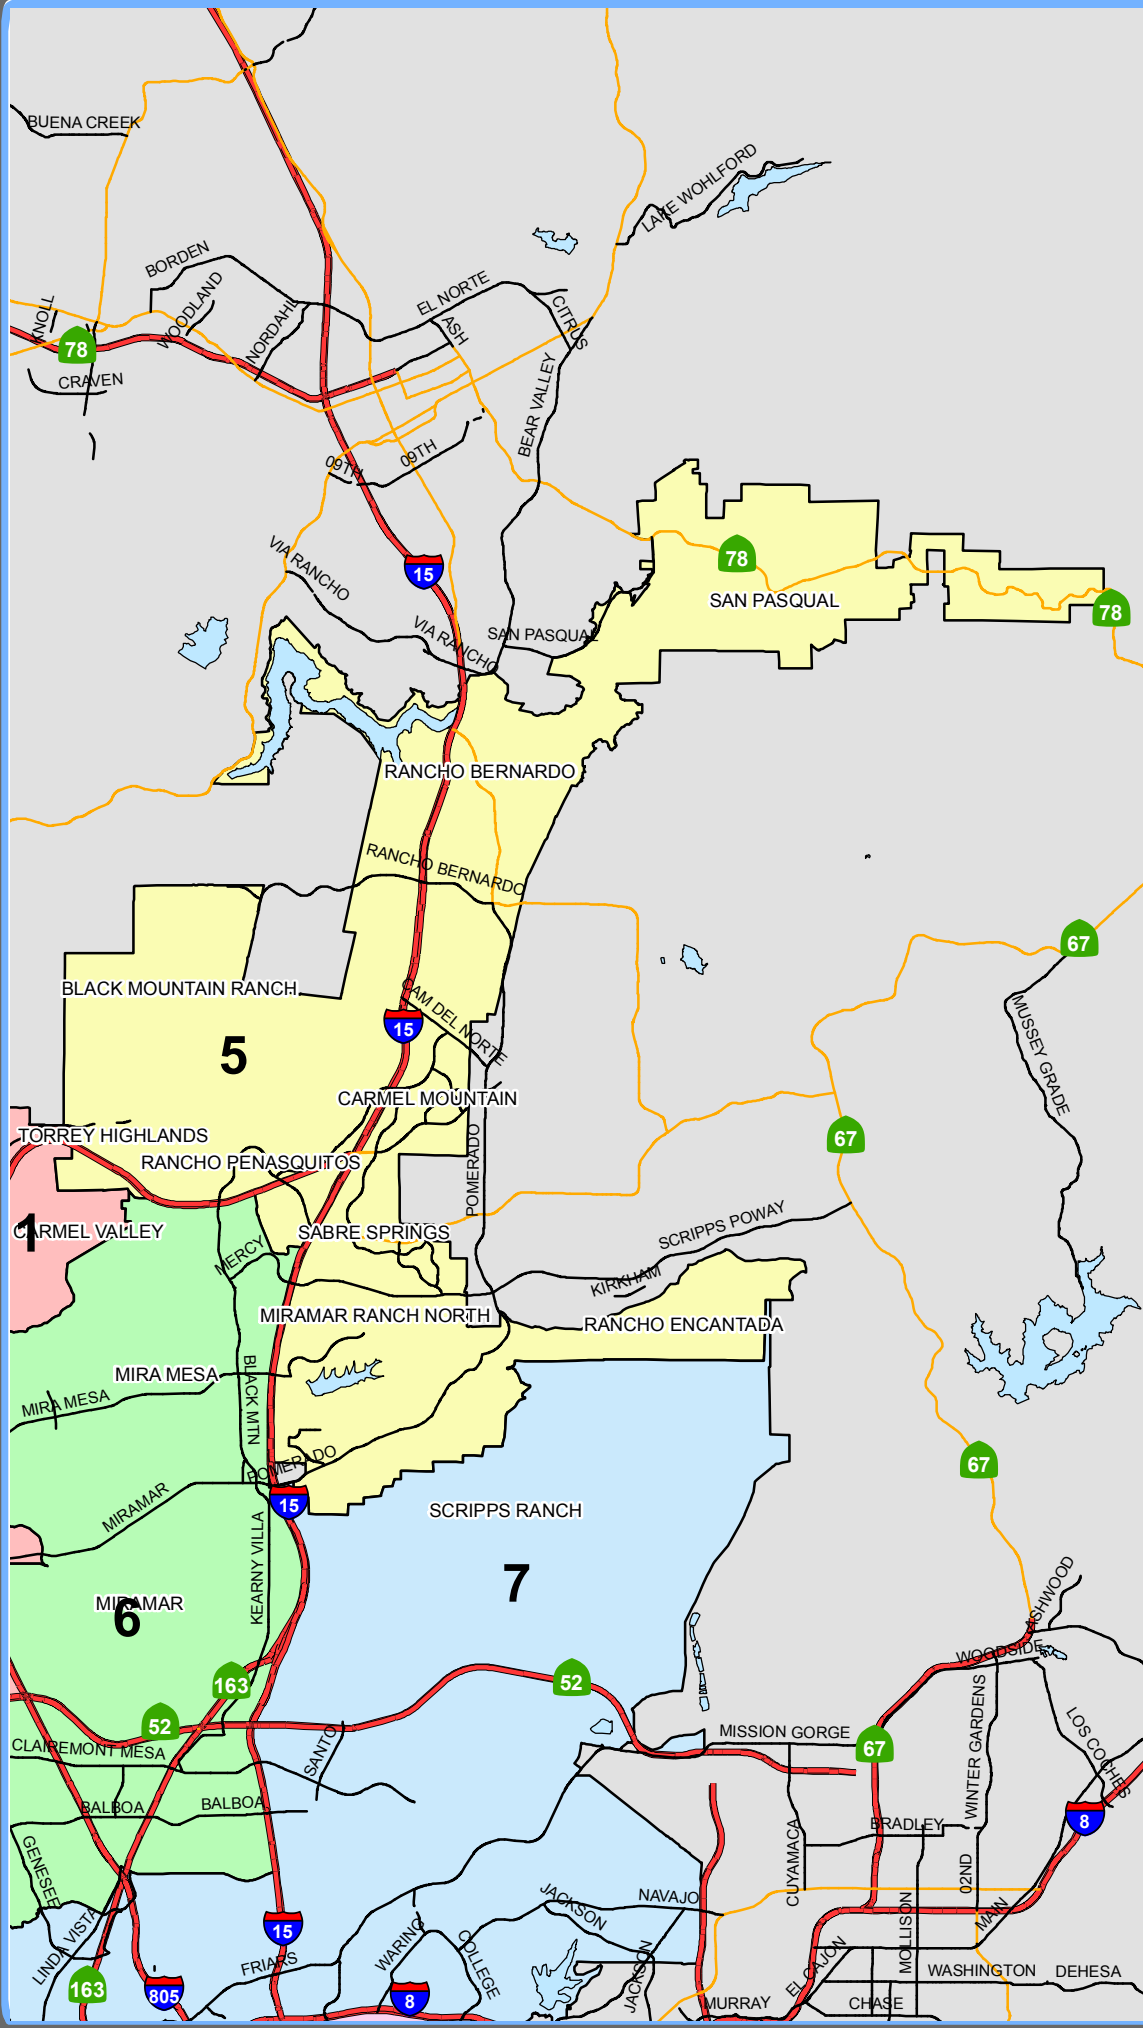 BUENA CREEK
LAKE WOHLFORD
BORDEN
WOODLAND
KNOLL
NORDAHL
EL NORTE
ASH
CITRUS
78
CRAVEN
BEAR VALLEY
09TH
09TH
VIA RANCHO
15
78
SAN PASQUAL
78
VIA RANCHO
SAN PASQUAL
RANCHO BERNARDO
RANCHO BERNARDO
67
BLACK MOUNTAIN RANCH
CAM DEL NORTE
15
MUSSEY GRADE
5
CARMEL MOUNTAIN
TORREY HIGHLANDS
67
RANCHO PENASQUITOS
POMERADO
1
CARMEL VALLEY
SABRE SPRINGS
SCRIPPS POWAY
MERCY
KIRKHAM
MIRAMAR RANCH NORTH
RANCHO ENCANTADA
MIRA MESA
BLACK MTN
MIRA MESA
POMERADO
67
MIRAMAR
15
SCRIPPS RANCH
KEARNY VILLA
7
MIRAMAR
6
ASHWOOD
WOODSIDE
163
52
52
WINTER GARDENS
LOS COCHES
MISSION GORGE
67
CLAIREMONT MESA
SANTO
BALBOA
BALBOA
8
BRADLEY
CUYAMACA
GENESEE
02ND
JACKSON
NAVAJO
MOLLISON
MAIN
LINDA VISTA
15
WARING
COLLEGE
FRIARS
JACKSON
EL CAJON
WASHINGTON
DEHESA
163
805
8
MURRAY
CHASE